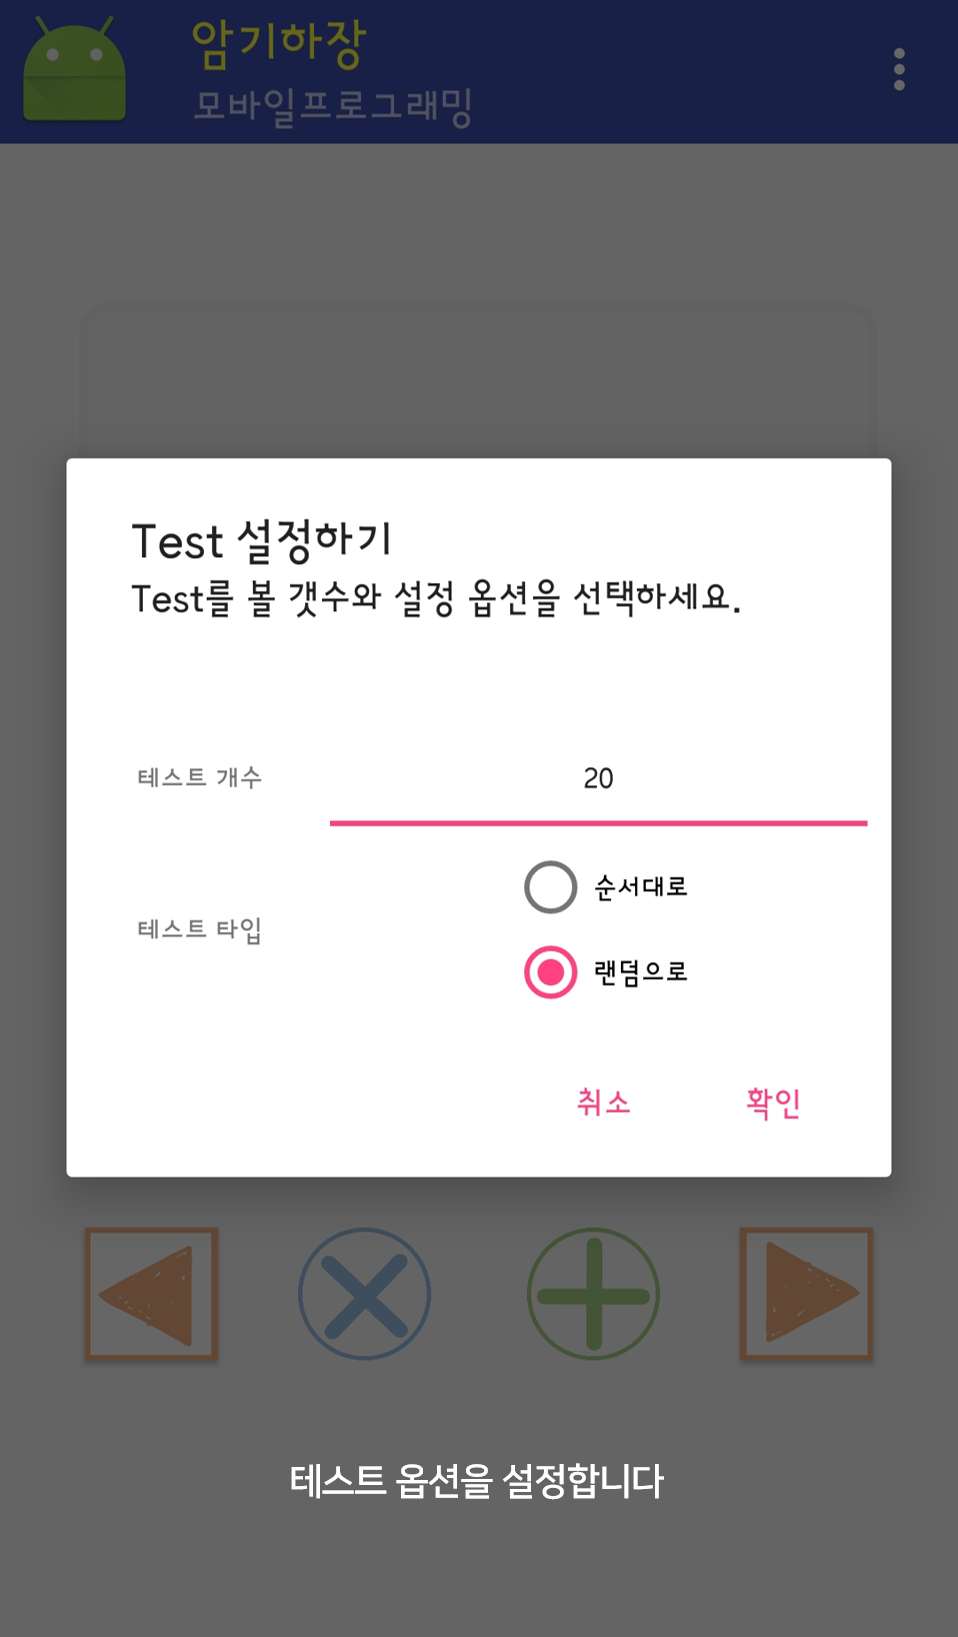 암기하장
모바일프로그래밍
Test 설정하기
Test를 볼 갯수와 설정 옵션을 선택하세요.
테스트 개수
20
순서대로
테스트 타입
랜덤으로
취소 확인
테스트 옵션을 설정합니다